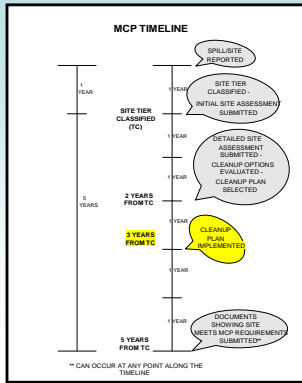 MCP TIMELINE
SPILL/SITE
REPORTED
1
YEAR
1 YEAR
SITE TIER
CLASSIFIED -
INITIAL SITE ASSESSMENT
SUBMITTED
SITE TIER
CLASSIFIED
(TC)
1 YEAR
DETAILED SITE
ASSESSMENT
SUBMITTED -
CLEANUP OPTIONS
EVALUATED -
CLEANUP PLAN
SELECTED
1 YEAR
5
YEARS
2 YEARS
FROM TC
1 YEAR
CLEANUP
PLAN
IMPLEMENTED
3 YEARS
FROM TC
1 YEAR
1 YEAR
DOCUMENTS
SHOWING SITE
MEETS MCP REQUIREMENTS
SUBMITTED**
5 YEARS
FROM TC
** CAN OCCUR AT ANY POINT ALONG THE
TIMELINE